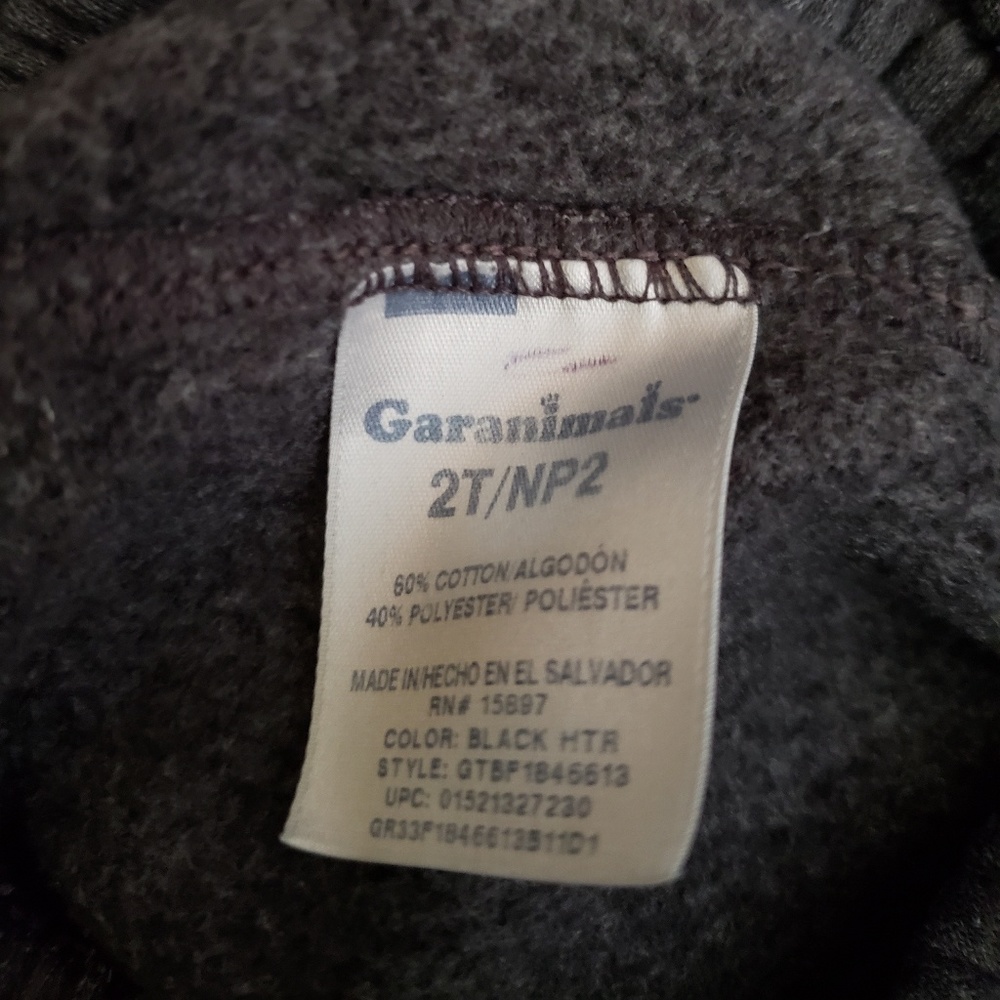 Garanimals
2T/NP2
60% COTTON/ALGODÓN
40% POLYESTER/ POLIÉSTER
MADE IN/HECHO EN EL SALVADOR
RN# 15897
COLOR: BLACK HTR
STYLE: GTBF1846613
UPC: 01521327230
GR33F1846613B11D1